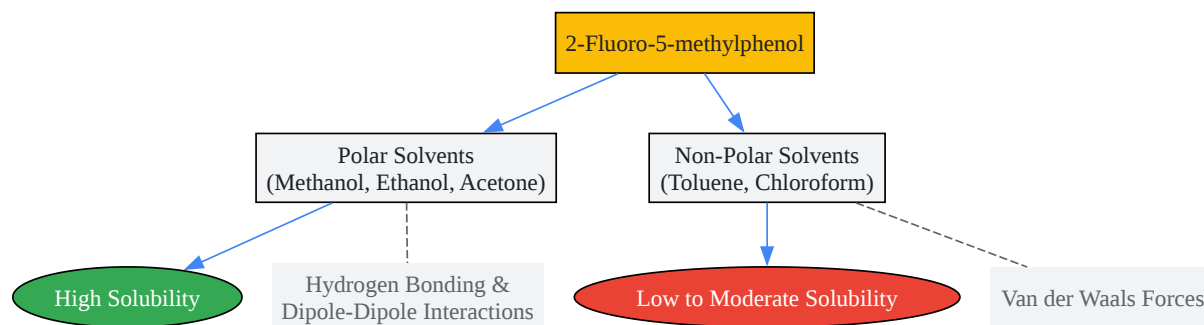 2-Fluoro-5-methylphenol
Polar Solvents
(Methanol, Ethanol, Acetone)
Non-Polar Solvents
(Toluene, Chloroform)
High Solubility
Hydrogen Bonding &
Dipole-Dipole Interactions
Low to Moderate Solubility
Van der Waals Forces